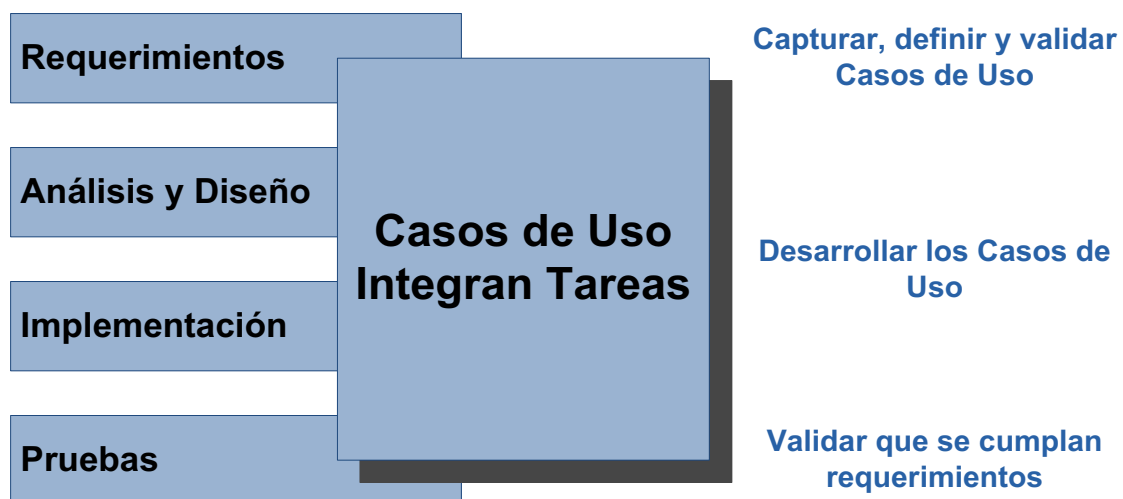 Requerimientos
Capturar, definir y validar
Casos de Uso
Análisis y Diseño
Casos de Uso
Integran Tareas
Desarrollar los Casos de
Uso
Implementación
Pruebas
Validar que se cumplan
requerimientos